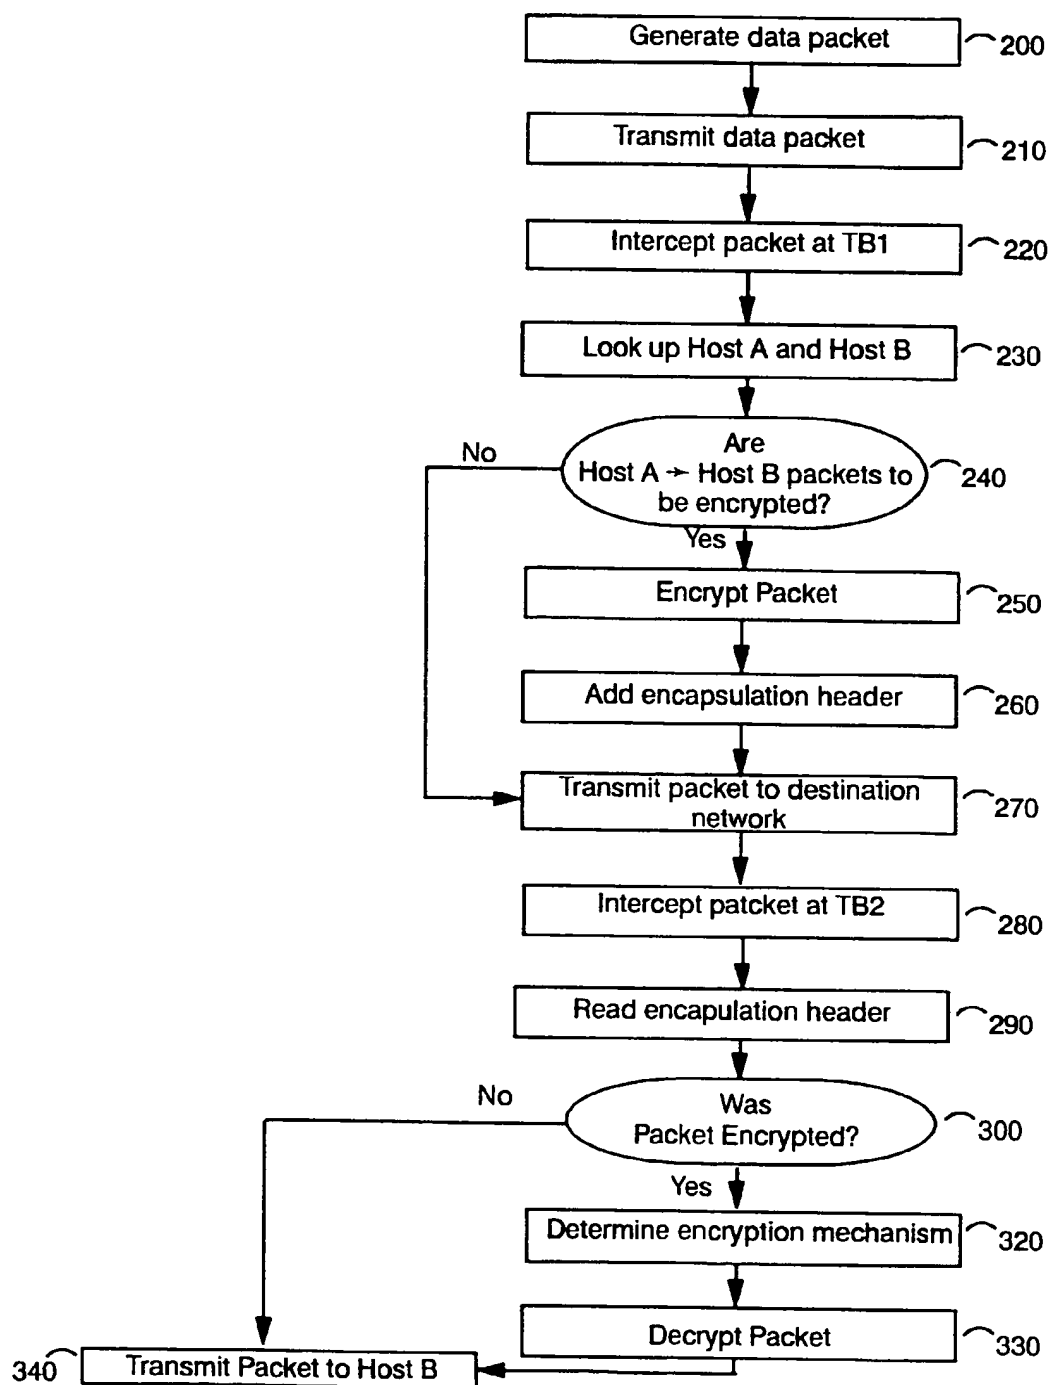 Generate data packet
200
Transmit data packet
210
Intercept packet at TB1
220
Look up Host A and Host B
230
Are
Host A → Host B packets to
be encrypted?
240
No
Yes
Encrypt Packet
250
Add encapsulation header
260
Transmit packet to destination
network
270
Intercept patcket at TB2
280
Read encapulation header
290
Was
Packet Encrypted?
300
No
Yes
Determine encryption mechanism
320
Decrypt Packet
330
340
Transmit Packet to Host B